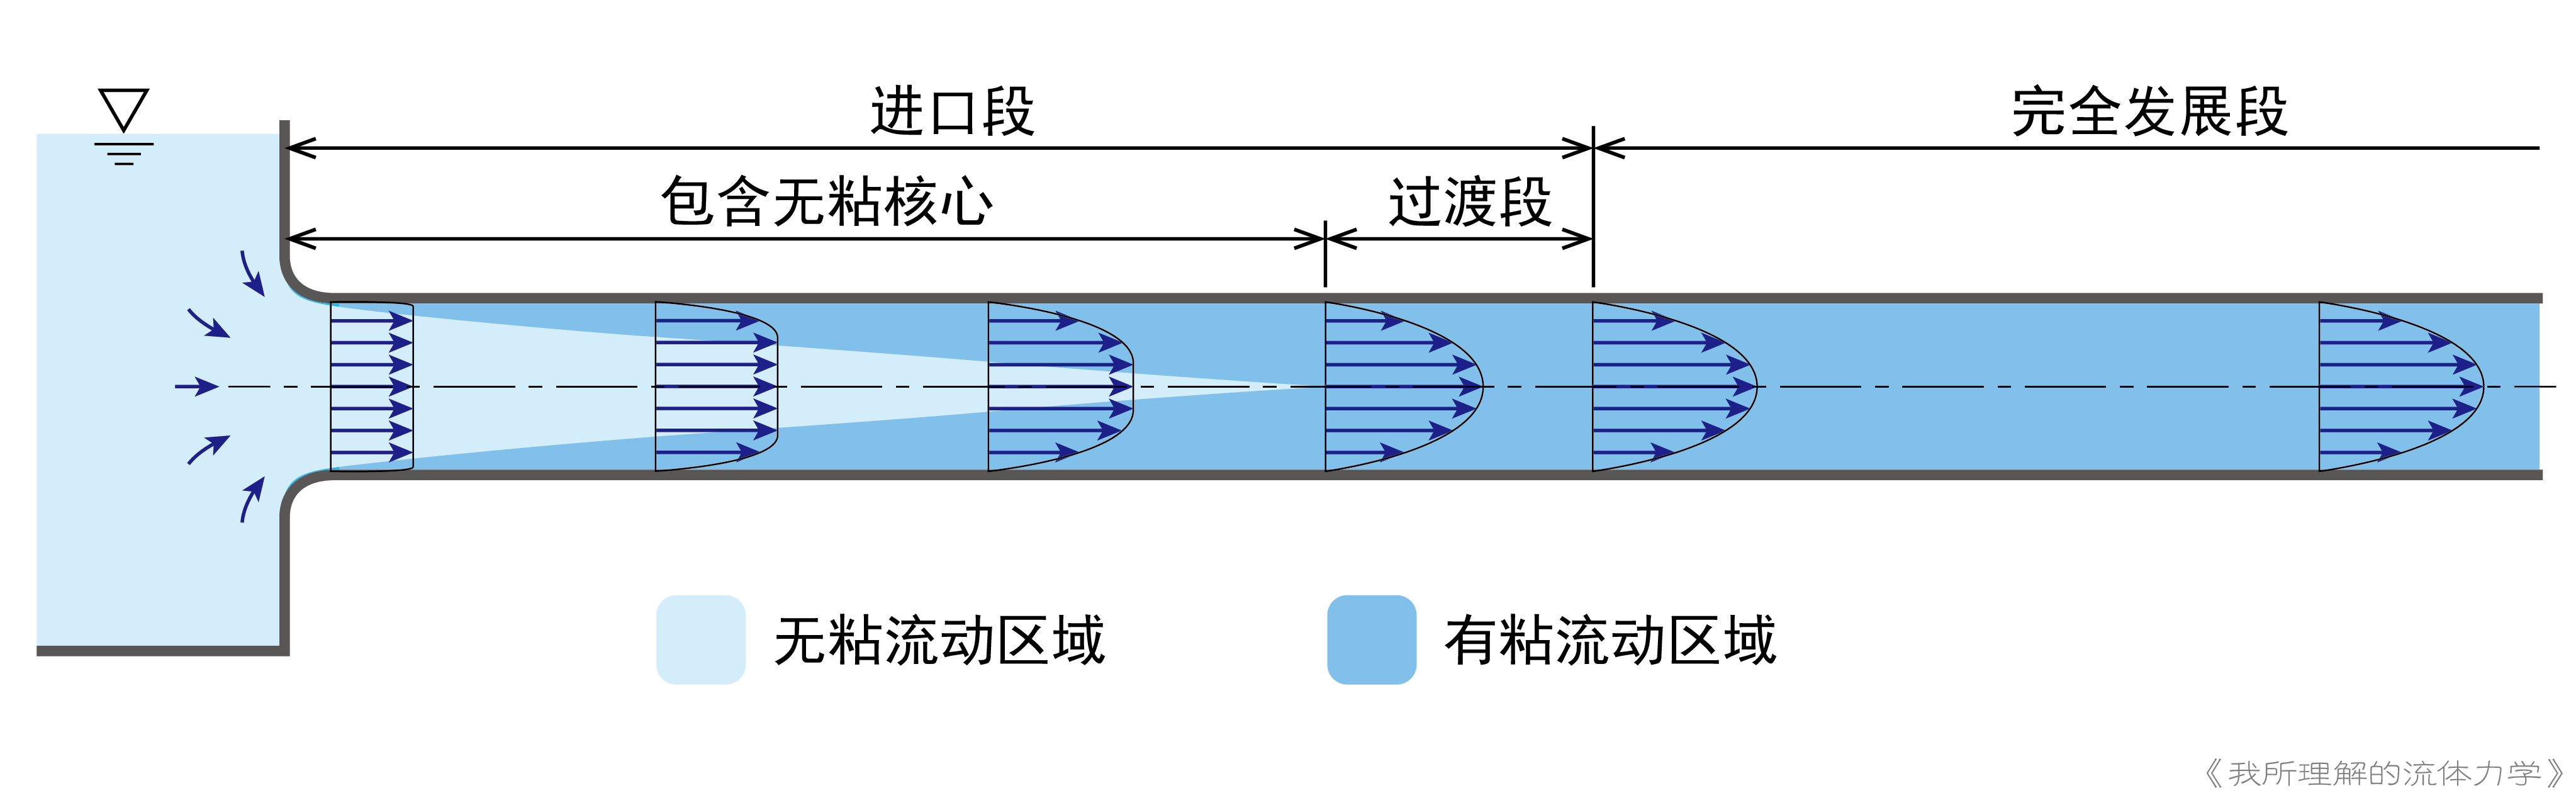 进口段
完全发展段
包含无粘核心
过渡段
无粘流动区域
有粘流动区域
《我所理解的流体力学》